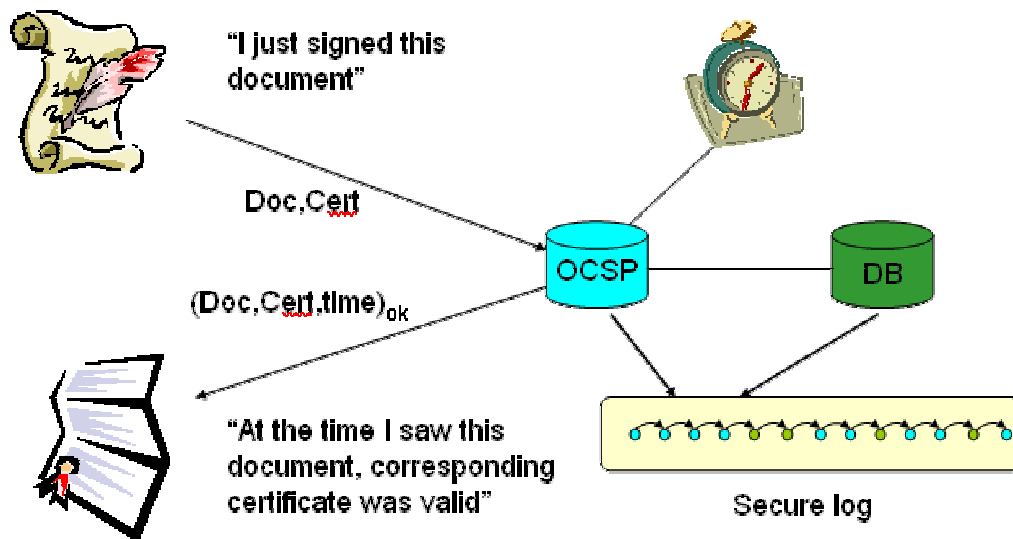 “I just signed this
document”
Doc,Cert
OCSP
DB
(Doc,Cert,time)ok
“At the time I saw this
document, corresponding
certificate was valid”
Secure log